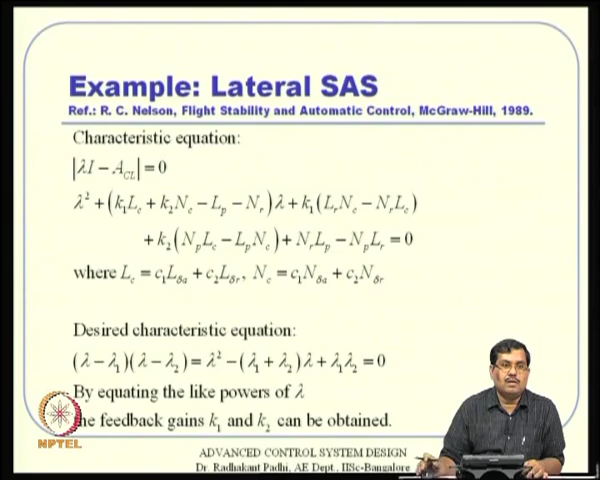 Example: Lateral SAS
Ref.: R. C. Nelson, Flight Stability and Automatic Control, McGraw-Hill, 1989.
Characteristic equation:
|λI − A_CL| = 0
λ² + (k₁L_c + k₂N_c − L_p − N_r)λ + k₁(L_rN_c − N_rL_c)
+ k₂(N_pL_c − L_pN_c) + N_rL_p − N_pL_r = 0
where L_c = c₁L_δa + c₂L_δr, N_c = c₁N_δa + c₂N_δr
Desired characteristic equation:
(λ − λ₁)(λ − λ₂) = λ² − (λ₁ + λ₂)λ + λ₁λ₂ = 0
By equating the like powers of λ
he feedback gains k₁ and k₂ can be obtained.
NPTEL
ADVANCED CONTROL SYSTEM DESIGN
Dr. Radhakant Padhi, AE Dept., IISc-Bangalore